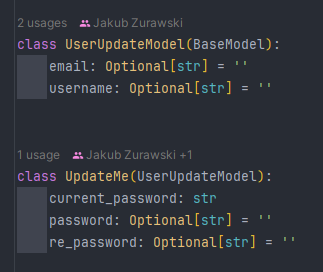 2 usages Jakub Zurawski
class UserUpdateModel(BaseModel):
email: Optional[str] = ''
username: Optional[str] = ''
1 usage Jakub Zurawski +1
class UpdateMe(UserUpdateModel):
current_password: str
password: Optional[str] = ''
re_password: Optional[str] = ''